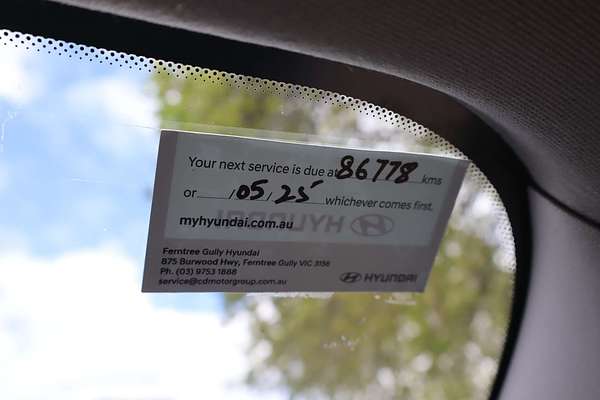 Your next service is due at 86778 kms
or /05/25 whichever comes first.
myhyundai.com.au
HYUNDAI
Ferntree Gully Hyundai
875 Burwood Hwy, Ferntree Gully VIC 3156
Ph. (03) 9753 1888
service@cdmotorgroup.com.au
HYUNDAI